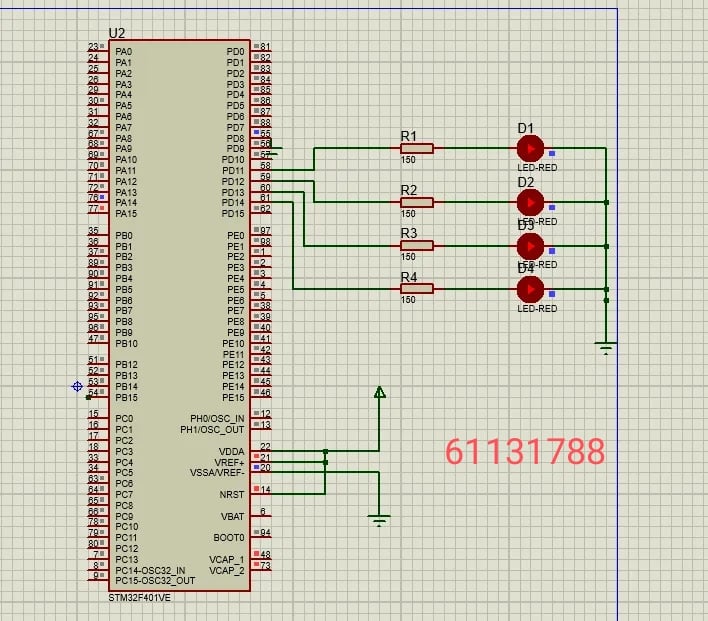 U2
23 PA0 PD0 81
24 PA1 PD1 82
25 PA2 PD2 83
26 PA3 PD3 84
29 PA4 PD4 85
30 PA5 PD5 86
31 PA6 PD6 87
32 PA7 PD7 88
67 PA8 PD8 55
68 PA9 PD9 56
69 PA10 PD10 57
70 PA11 PD11 58
71 PA12 PD12 59
72 PA13 PD13 60
76 PA14 PD14 61
77 PA15 PD15 62
35 PB0 PE0 97
36 PB1 PE1 98
37 PB2 PE2 1
89 PB3 PE3 2
90 PB4 PE4 3
91 PB5 PE5 4
92 PB6 PE6 5
93 PB7 PE7 38
95 PB8 PE8 39
96 PB9 PE9 40
47 PB10 PE10 41
PE11 42
51 PB12 PE12 43
52 PB13 PE13 44
53 PB14 PE14 45
54 PB15 PE15 46
15 PC0 PH0/OSC_IN 12
16 PC1 PH1/OSC_OUT 13
17 PC2
18 PC3 VDDA 22
33 PC4 VREF+ 21
34 PC5 VSSA/VREF- 20
63 PC6
64 PC7 NRST 14
65 PC8
66 PC9 VBAT 6
78 PC10
79 PC11 BOOT0 94
80 PC12
7 PC13 VCAP_1 48
8 PC14-OSC32_IN VCAP_2 73
9 PC15-OSC32_OUT
STM32F401VE
R1
150
D1
LED-RED
R2
150
D2
LED-RED
R3
150
D3
LED-RED
R4
150
D4
LED-RED
61131788